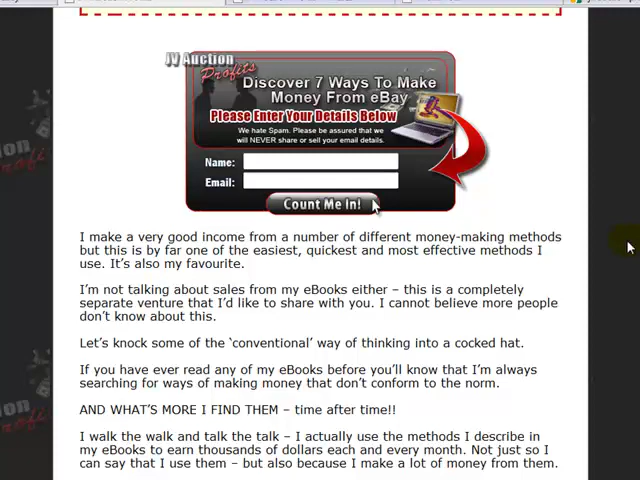 JV Auction
Profits
Discover 7 Ways To Make
Money From eBay
Please Enter Your Details Below
We hate Spam. Please be assured that we
will NEVER share or sell your email details.
Name:
Email:
Count Me In!
I make a very good income from a number of different money-making methods
but this is by far one of the easiest, quickest and most effective methods I
use. It's also my favourite.
I'm not talking about sales from my eBooks either – this is a completely
separate venture that I'd like to share with you. I cannot believe more people
don't know about this.
Let's knock some of the ‘conventional’ way of thinking into a cocked hat.
If you have ever read any of my eBooks before you'll know that I'm always
searching for ways of making money that don't conform to the norm.
AND WHAT'S MORE I FIND THEM – time after time!!
I walk the walk and talk the talk – I actually use the methods I describe in
my eBooks to earn thousands of dollars each and every month. Not just so I
can say that I use them – but also because I make a lot of money from them.